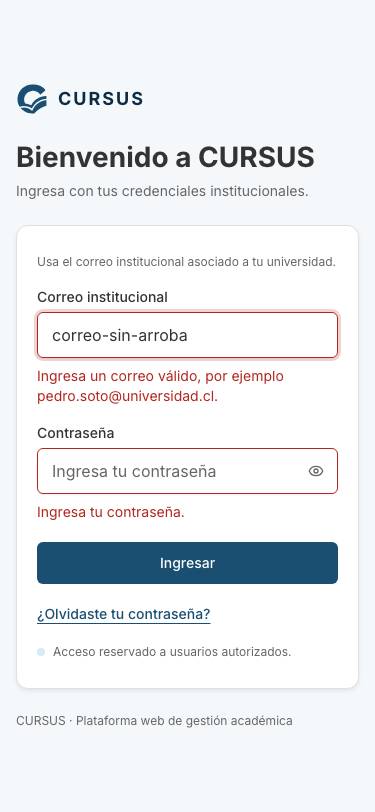 CURSUS
Bienvenido a CURSUS
Ingresa con tus credenciales institucionales.
Usa el correo institucional asociado a tu universidad.
Correo institucional
correo-sin-arroba
Ingresa un correo válido, por ejemplo
pedro.soto@universidad.cl.
Contraseña
Ingresa tu contraseña
Ingresa tu contraseña.
Ingresar
¿Olvidaste tu contraseña?
Acceso reservado a usuarios autorizados.
CURSUS · Plataforma web de gestión académica